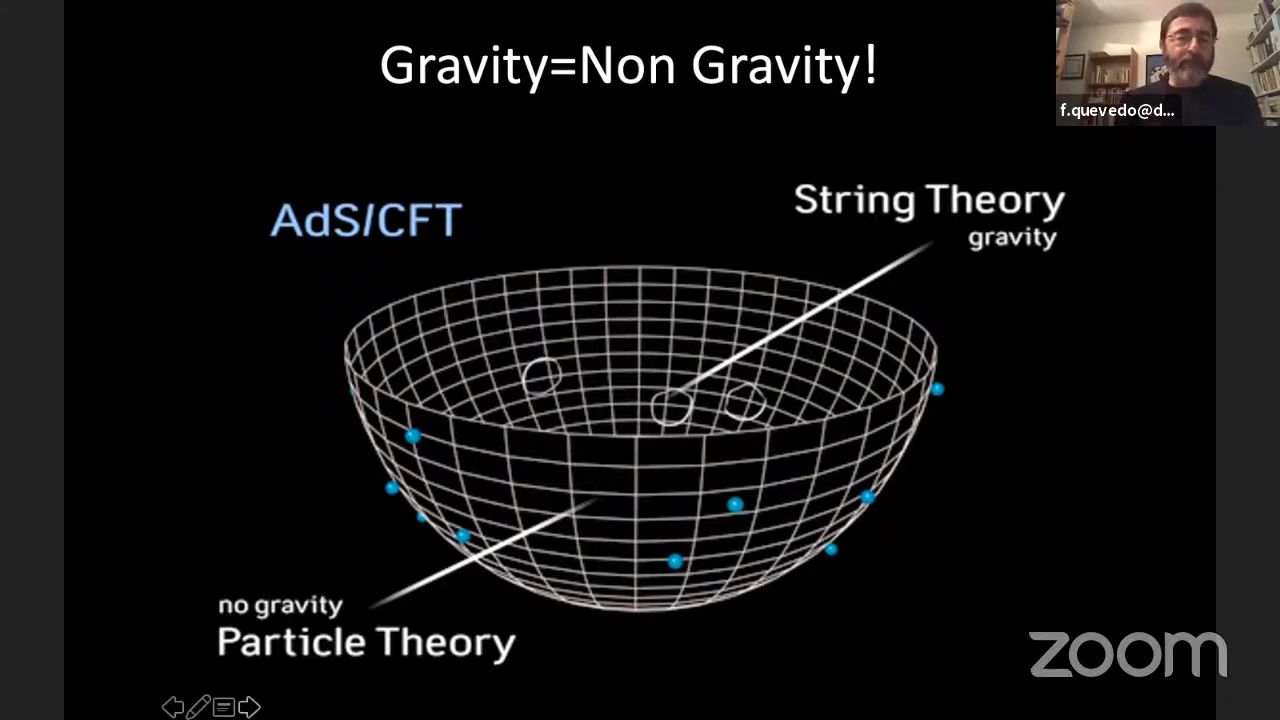 Gravity=Non Gravity!
f.quevedo@d...
AdS/CFT
String Theory
gravity
no gravity
Particle Theory
zoom